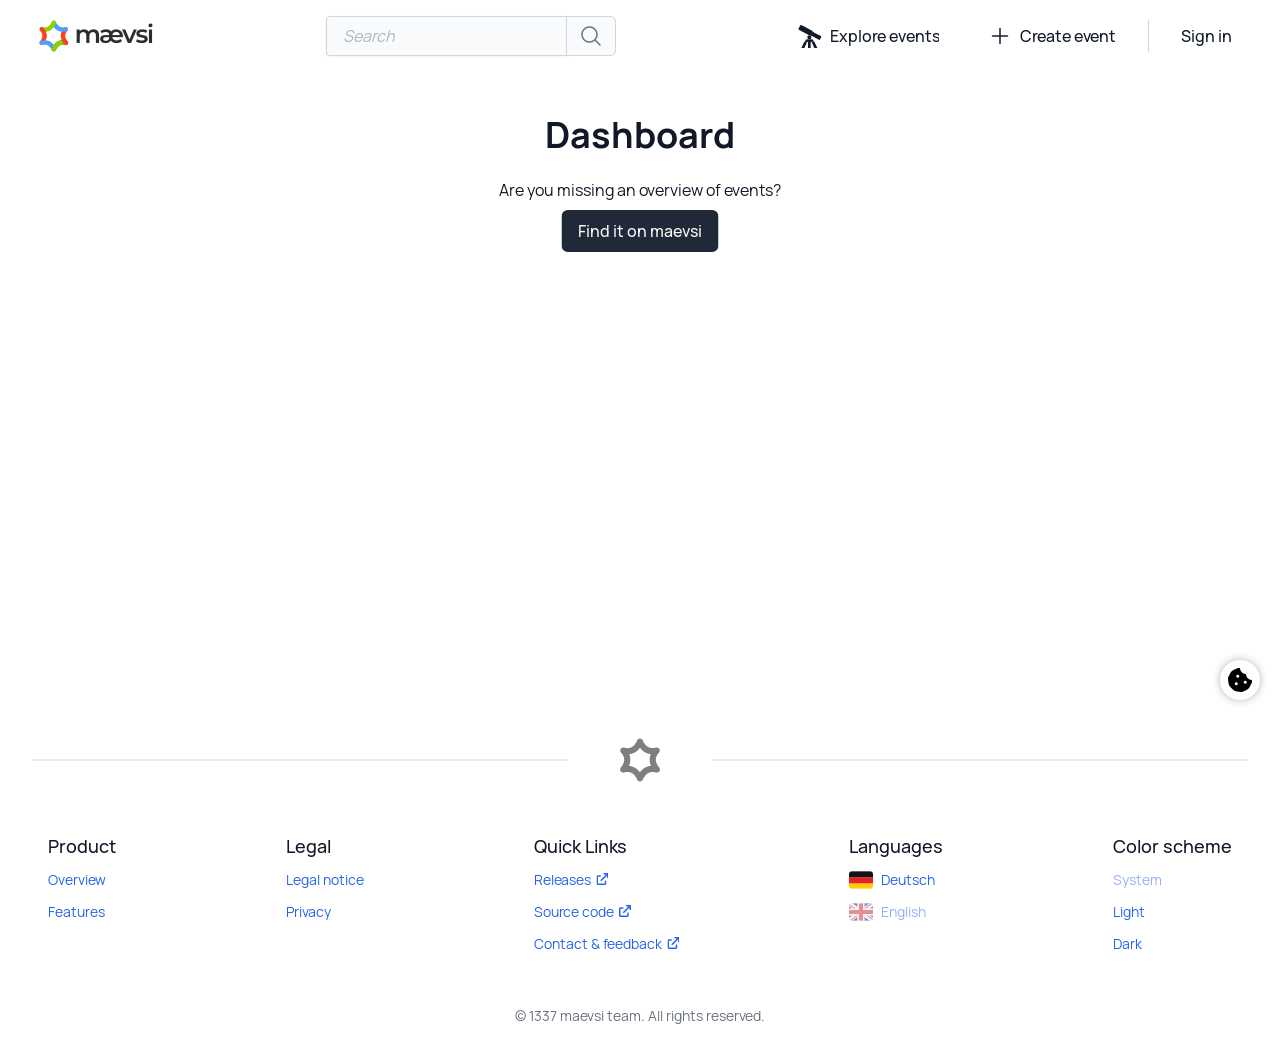 mævsi
Search
Explore events
Create event
Sign in
Dashboard
Are you missing an overview of events?
Find it on maevsi
Product
Overview
Features
Legal
Legal notice
Privacy
Quick Links
Releases
Source code
Contact & feedback
Languages
Deutsch
English
Color scheme
System
Light
Dark
© 1337 maevsi team. All rights reserved.